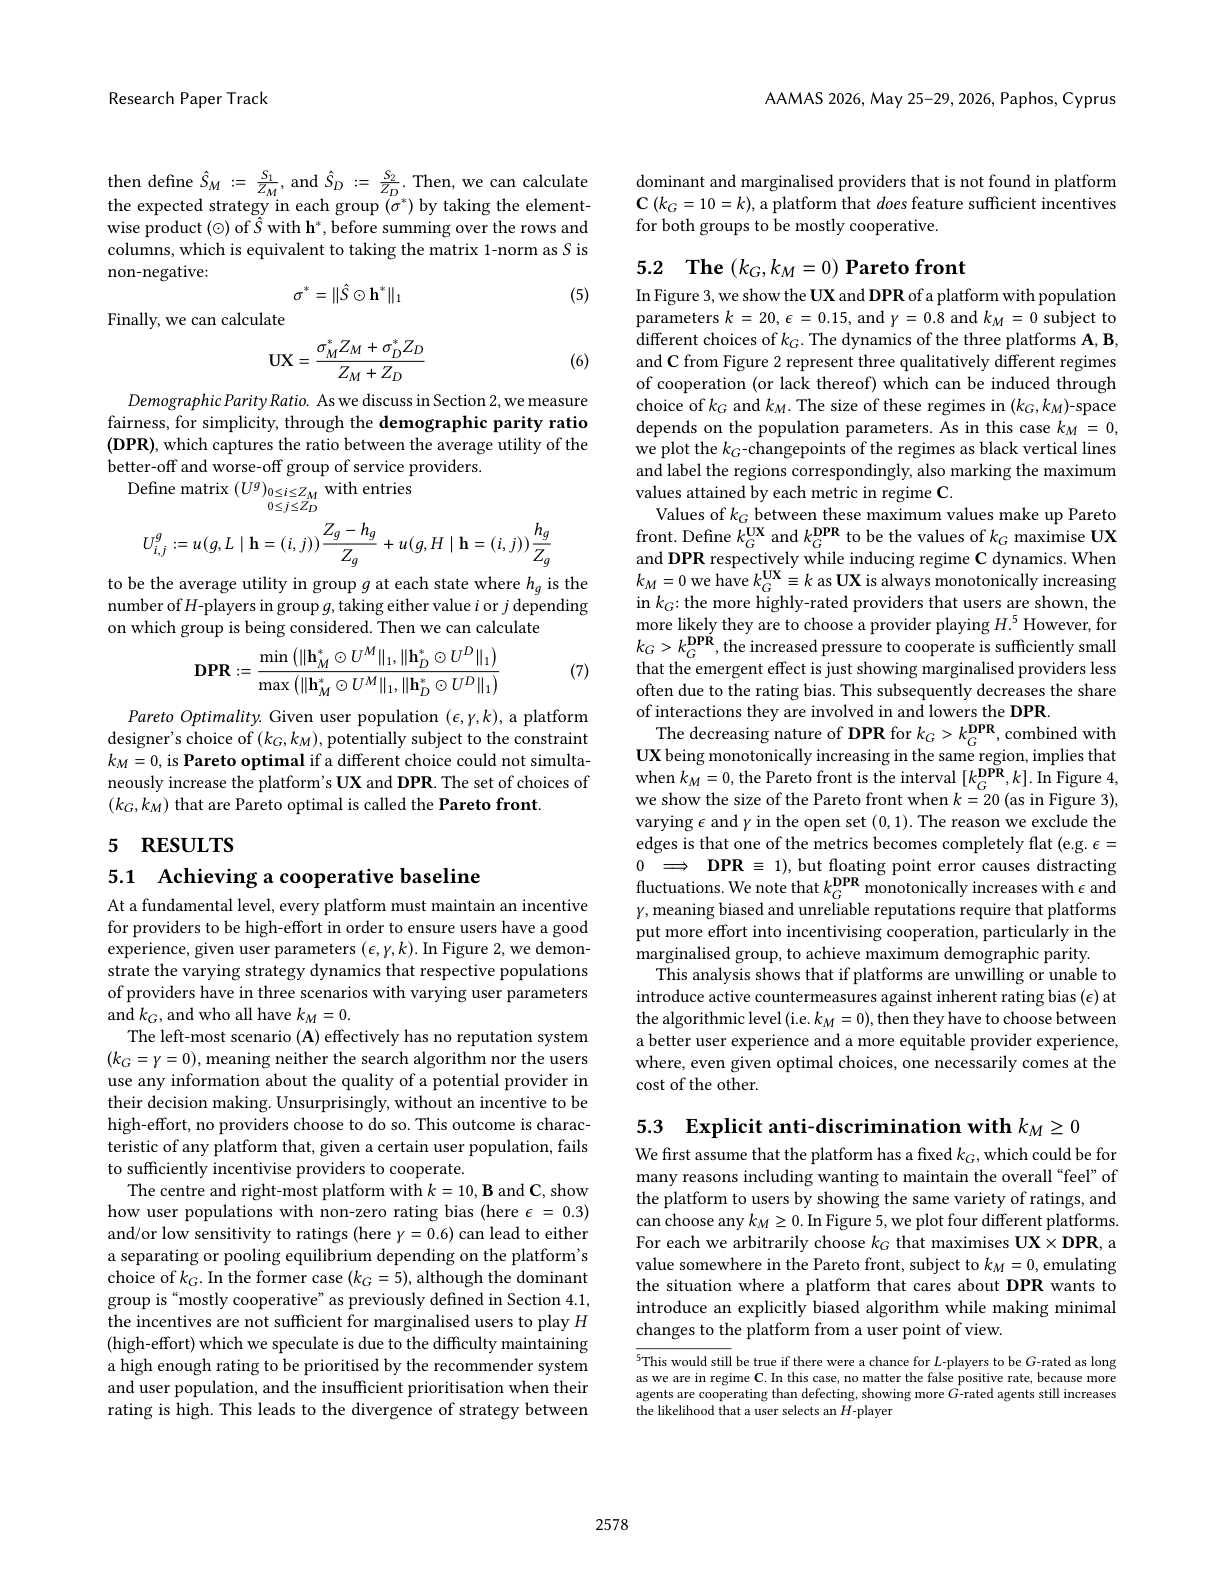 Research Paper Track
AAMAS 2026, May 25–29, 2026, Paphos, Cyprus
then define Ŝ_M := S_1/Z_M, and Ŝ_D := S_2/Z_D. Then, we can calculate
the expected strategy in each group (σ*) by taking the element-
wise product (⊙) of Ŝ with h*, before summing over the rows and
columns, which is equivalent to taking the matrix 1-norm as S is
non-negative:
σ* = ‖Ŝ ⊙ h*‖₁ (5)
Finally, we can calculate
UX = (σ*_M Z_M + σ*_D Z_D) / (Z_M + Z_D) (6)
Demographic Parity Ratio. As we discuss in Section 2, we measure
fairness, for simplicity, through the demographic parity ratio
(DPR), which captures the ratio between the average utility of the
better-off and worse-off group of service providers.
Define matrix (U^g)_{0≤i≤Z_M, 0≤j≤Z_D} with entries
U^g_{i,j} := u(g, L | h = (i, j)) (Z_g − h_g)/Z_g + u(g, H | h = (i, j)) h_g/Z_g
to be the average utility in group g at each state where h_g is the
number of H-players in group g, taking either value i or j depending
on which group is being considered. Then we can calculate
DPR := min (‖h*_M ⊙ U^M‖₁, ‖h*_D ⊙ U^D‖₁) / max (‖h*_M ⊙ U^M‖₁, ‖h*_D ⊙ U^D‖₁) (7)
Pareto Optimality. Given user population (ϵ, γ, k), a platform
designer's choice of (k_G, k_M), potentially subject to the constraint
k_M = 0, is Pareto optimal if a different choice could not simulta-
neously increase the platform's UX and DPR. The set of choices of
(k_G, k_M) that are Pareto optimal is called the Pareto front.
5 RESULTS
5.1 Achieving a cooperative baseline
At a fundamental level, every platform must maintain an incentive
for providers to be high-effort in order to ensure users have a good
experience, given user parameters (ϵ, γ, k). In Figure 2, we demon-
strate the varying strategy dynamics that respective populations
of providers have in three scenarios with varying user parameters
and k_G, and who all have k_M = 0.
The left-most scenario (A) effectively has no reputation system
(k_G = γ = 0), meaning neither the search algorithm nor the users
use any information about the quality of a potential provider in
their decision making. Unsurprisingly, without an incentive to be
high-effort, no providers choose to do so. This outcome is charac-
teristic of any platform that, given a certain user population, fails
to sufficiently incentivise providers to cooperate.
The centre and right-most platform with k = 10, B and C, show
how user populations with non-zero rating bias (here ϵ = 0.3)
and/or low sensitivity to ratings (here γ = 0.6) can lead to either
a separating or pooling equilibrium depending on the platform's
choice of k_G. In the former case (k_G = 5), although the dominant
group is “mostly cooperative” as previously defined in Section 4.1,
the incentives are not sufficient for marginalised users to play H
(high-effort) which we speculate is due to the difficulty maintaining
a high enough rating to be prioritised by the recommender system
and user population, and the insufficient prioritisation when their
rating is high. This leads to the divergence of strategy between
dominant and marginalised providers that is not found in platform
C (k_G = 10 = k), a platform that does feature sufficient incentives
for both groups to be mostly cooperative.
5.2 The (k_G, k_M = 0) Pareto front
In Figure 3, we show the UX and DPR of a platform with population
parameters k = 20, ϵ = 0.15, and γ = 0.8 and k_M = 0 subject to
different choices of k_G. The dynamics of the three platforms A, B,
and C from Figure 2 represent three qualitatively different regimes
of cooperation (or lack thereof) which can be induced through
choice of k_G and k_M. The size of these regimes in (k_G, k_M)-space
depends on the population parameters. As in this case k_M = 0,
we plot the k_G-changepoints of the regimes as black vertical lines
and label the regions correspondingly, also marking the maximum
values attained by each metric in regime C.
Values of k_G between these maximum values make up Pareto
front. Define k_G^UX and k_G^DPR to be the values of k_G maximise UX
and DPR respectively while inducing regime C dynamics. When
k_M = 0 we have k_G^UX ≡ k as UX is always monotonically increasing
in k_G: the more highly-rated providers that users are shown, the
more likely they are to choose a provider playing H.⁵ However, for
k_G > k_G^DPR, the increased pressure to cooperate is sufficiently small
that the emergent effect is just showing marginalised providers less
often due to the rating bias. This subsequently decreases the share
of interactions they are involved in and lowers the DPR.
The decreasing nature of DPR for k_G > k_G^DPR, combined with
UX being monotonically increasing in the same region, implies that
when k_M = 0, the Pareto front is the interval [k_G^DPR, k]. In Figure 4,
we show the size of the Pareto front when k = 20 (as in Figure 3),
varying ϵ and γ in the open set (0, 1). The reason we exclude the
edges is that one of the metrics becomes completely flat (e.g. ϵ =
0 ⟹ DPR ≡ 1), but floating point error causes distracting
fluctuations. We note that k_G^DPR monotonically increases with ϵ and
γ, meaning biased and unreliable reputations require that platforms
put more effort into incentivising cooperation, particularly in the
marginalised group, to achieve maximum demographic parity.
This analysis shows that if platforms are unwilling or unable to
introduce active countermeasures against inherent rating bias (ϵ) at
the algorithmic level (i.e. k_M = 0), then they have to choose between
a better user experience and a more equitable provider experience,
where, even given optimal choices, one necessarily comes at the
cost of the other.
5.3 Explicit anti-discrimination with k_M ≥ 0
We first assume that the platform has a fixed k_G, which could be for
many reasons including wanting to maintain the overall “feel” of
the platform to users by showing the same variety of ratings, and
can choose any k_M ≥ 0. In Figure 5, we plot four different platforms.
For each we arbitrarily choose k_G that maximises UX × DPR, a
value somewhere in the Pareto front, subject to k_M = 0, emulating
the situation where a platform that cares about DPR wants to
introduce an explicitly biased algorithm while making minimal
changes to the platform from a user point of view.
⁵This would still be true if there were a chance for L-players to be G-rated as long
as we are in regime C. In this case, no matter the false positive rate, because more
agents are cooperating than defecting, showing more G-rated agents still increases
the likelihood that a user selects an H-player
2578